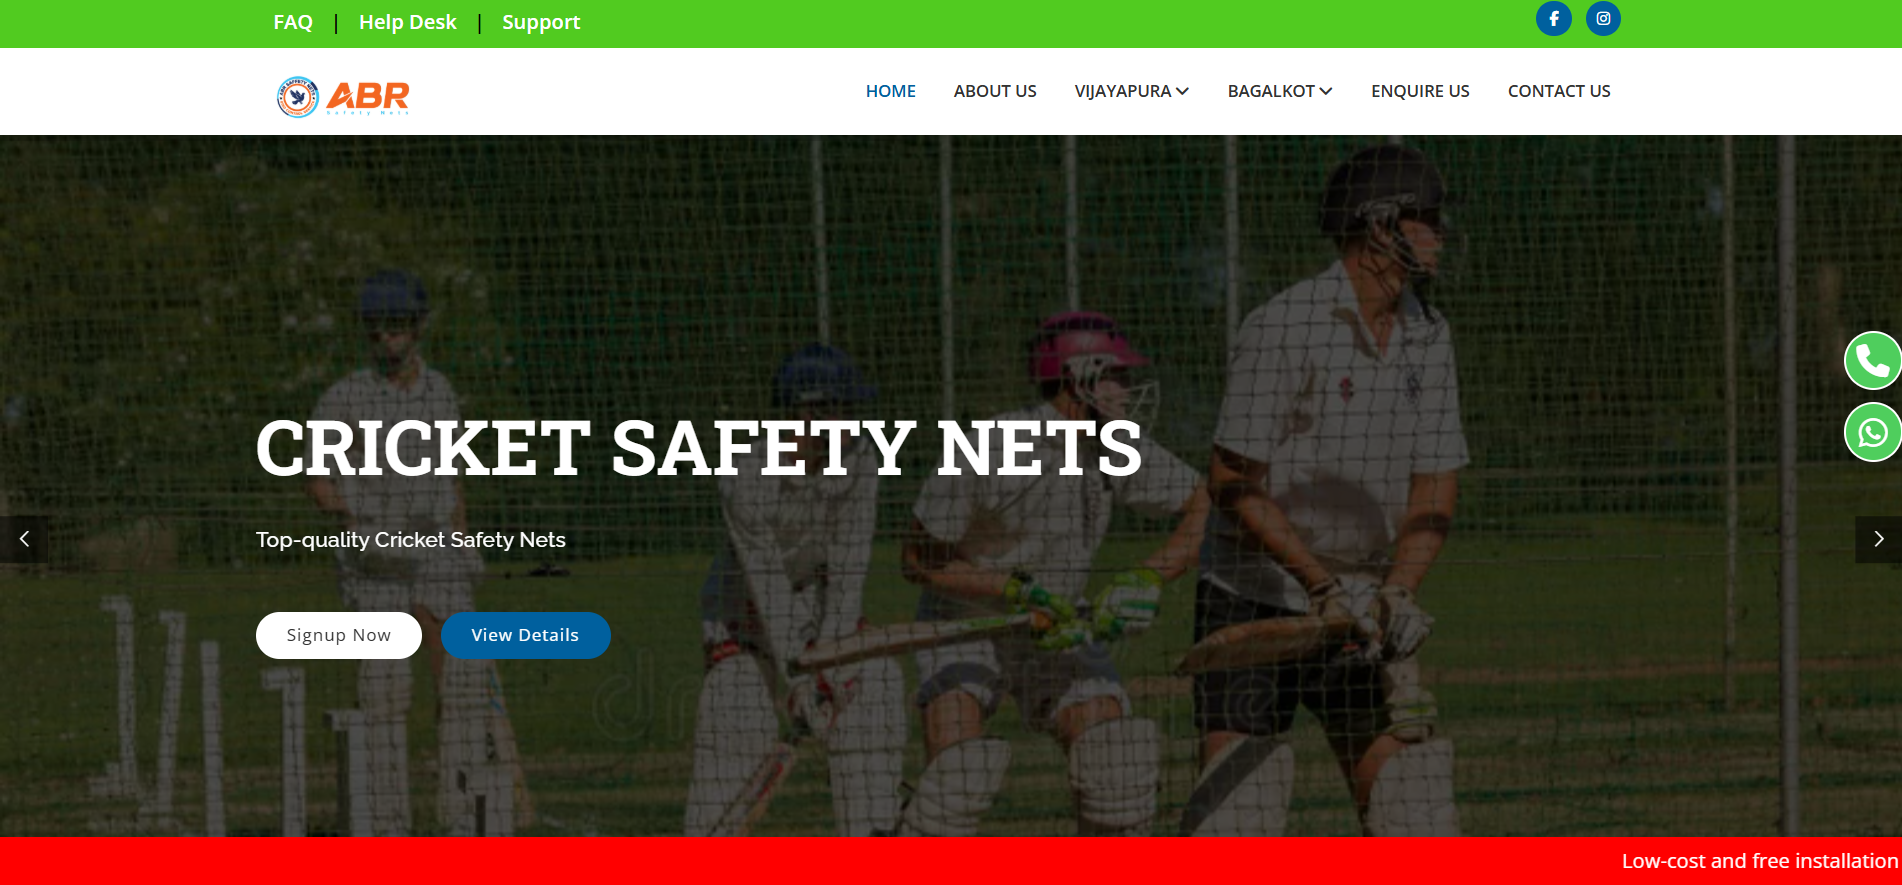 FAQ | Help Desk | Support
ABR
Safety Nets
HOME ABOUT US VIJAYAPURA BAGALKOT ENQUIRE US CONTACT US
CRICKET SAFETY NETS
Top-quality Cricket Safety Nets
Signup Now View Details
Low-cost and free installation